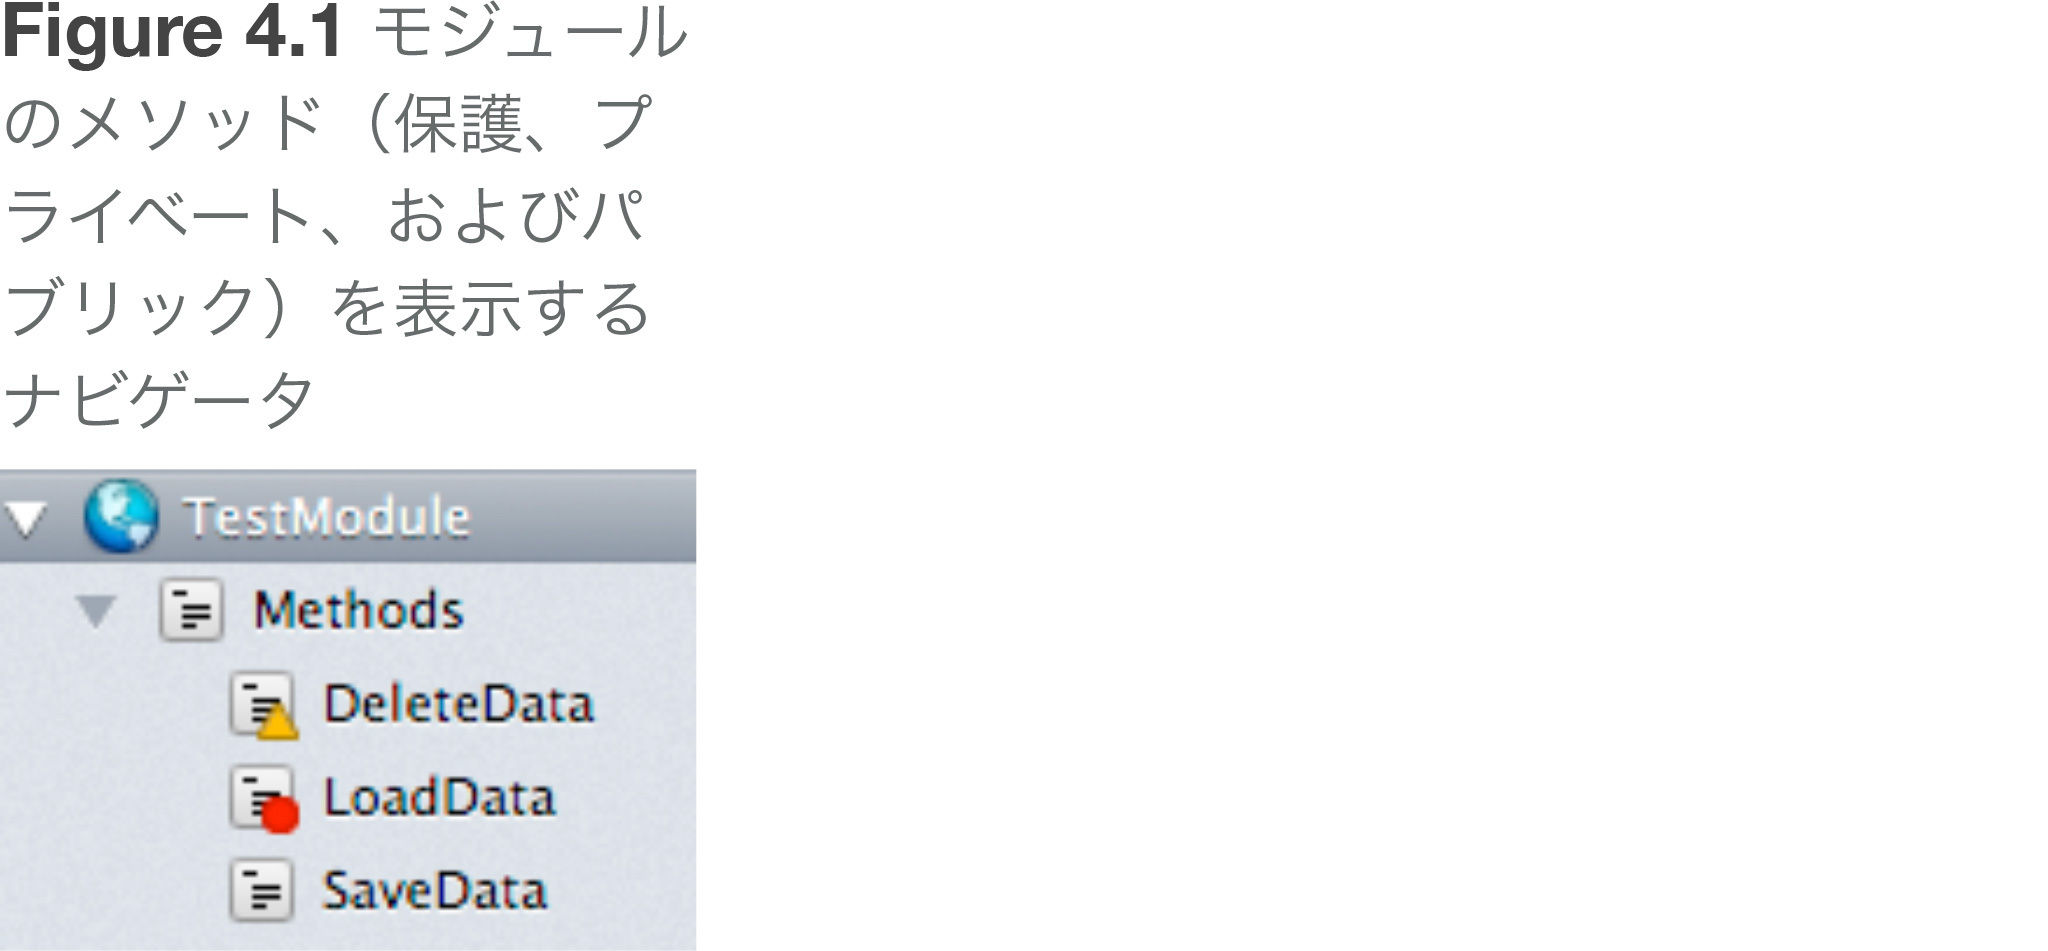 Figure 4.1 モジュール
のメソッド（保護、プ
ライベート、およびパ
ブリック）を表示する
ナビゲータ
TestModule
Methods
DeleteData
LoadData
SaveData